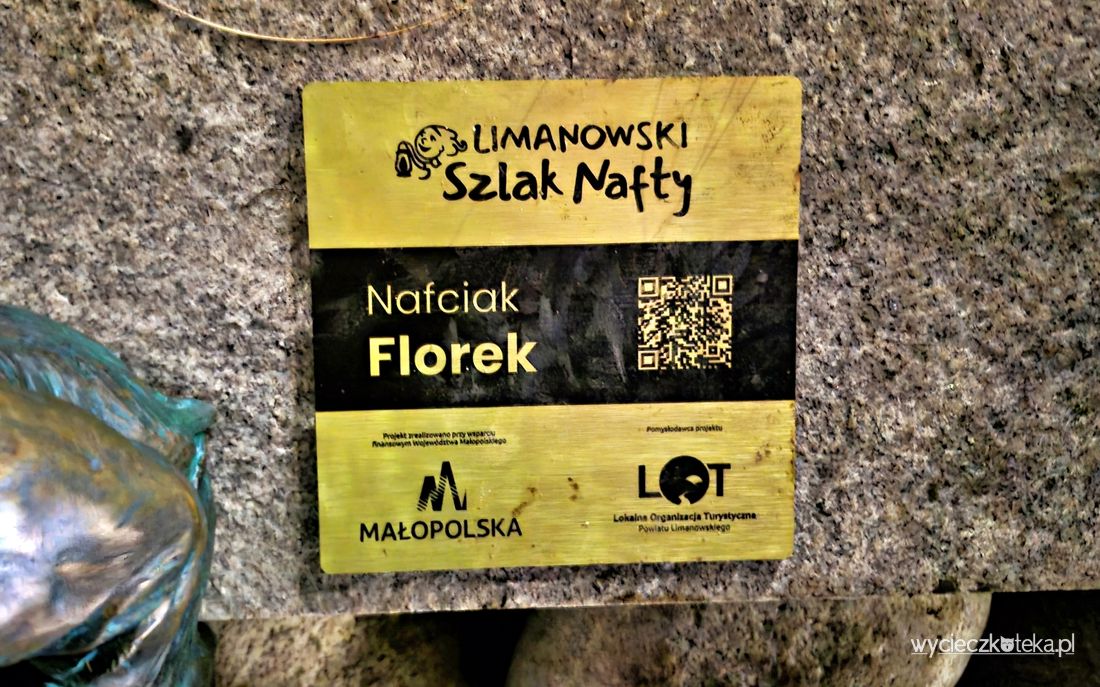 LIMANOWSKI
Szlak Nafty
Nafciak
Florek
Projekt zrealizowano przy wsparciu
finansowym Województwa Małopolskiego
Pomysłodawca projektu
MAŁOPOLSKA
LOT
Lokalna Organizacja Turystyczna
Powiatu Limanowskiego
wycieczkoteka.pl